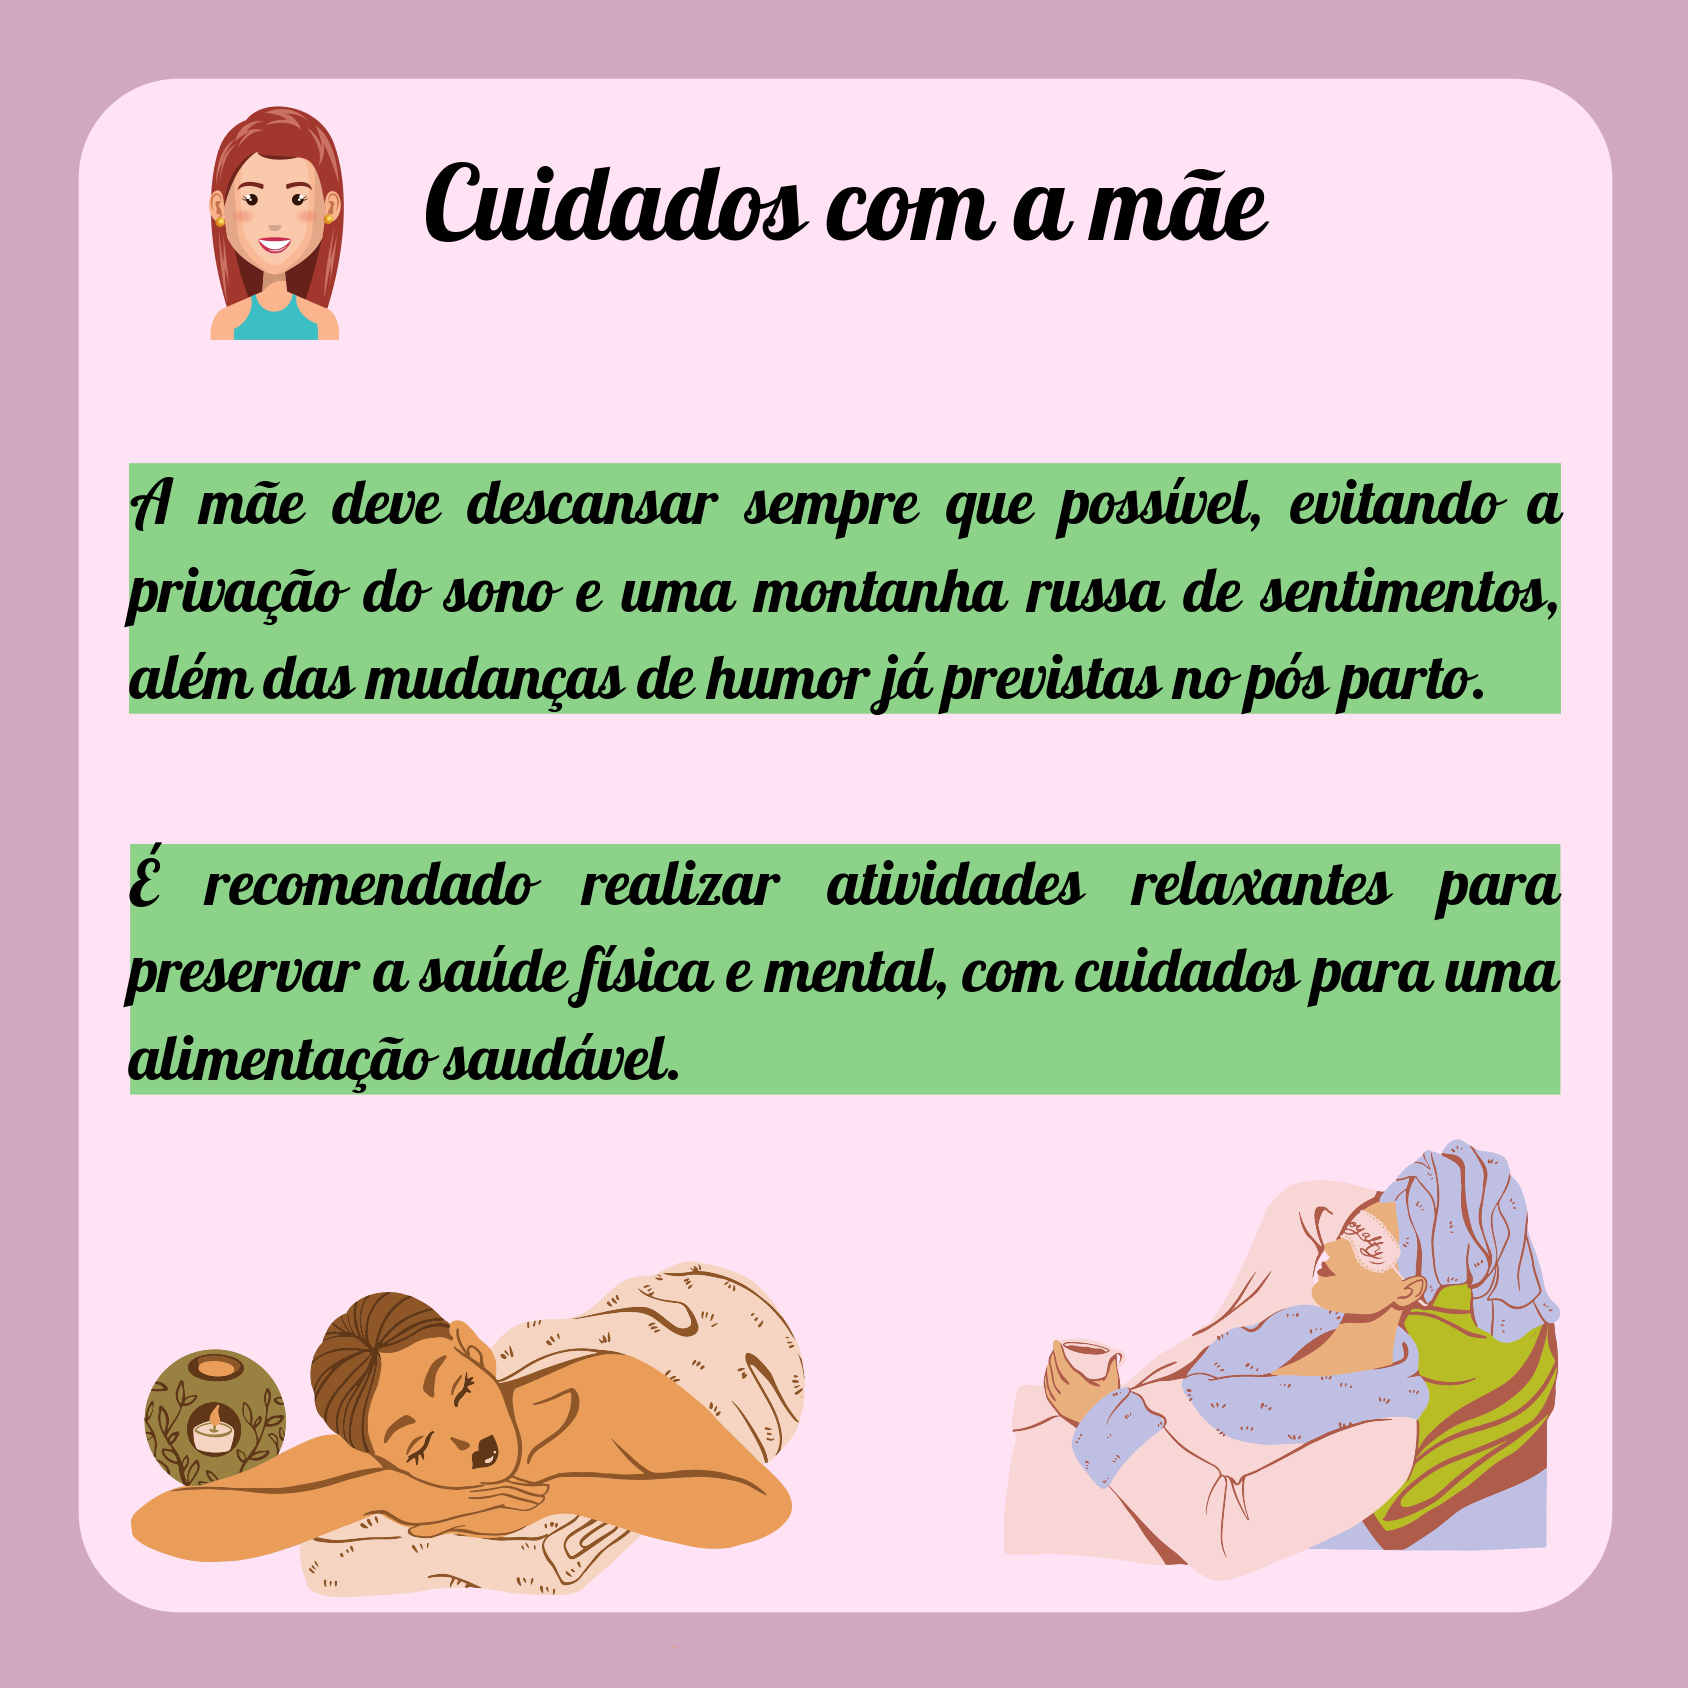 Cuidados com a mãe
A mãe deve descansar sempre que possível, evitando a
privação do sono e uma montanha russa de sentimentos,
além das mudanças de humor já previstas no pós parto.
É recomendado realizar atividades relaxantes para
preservar a saúde física e mental, com cuidados para uma
alimentação saudável.